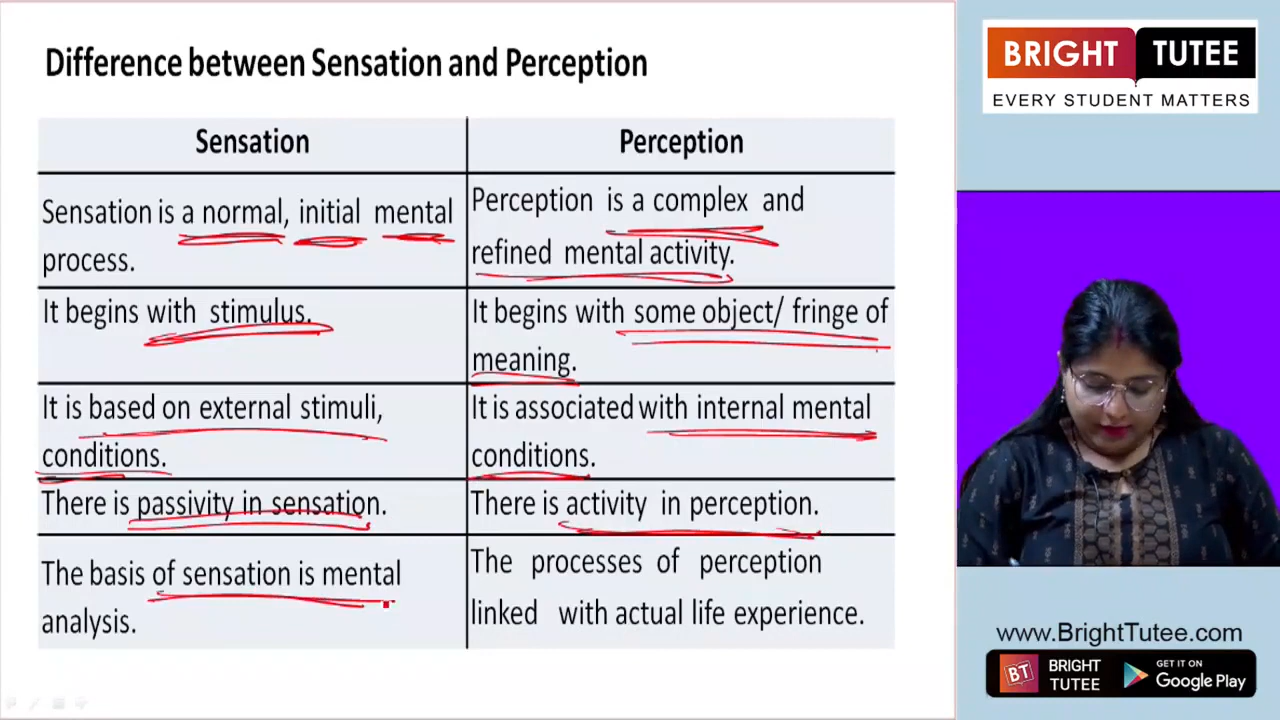 Difference between Sensation and Perception
Sensation
Perception
Sensation is a normal, initial mental
process.
Perception is a complex and
refined mental activity.
It begins with stimulus.
It begins with some object/ fringe of
meaning.
It is based on external stimuli,
conditions.
It is associated with internal mental
conditions.
There is passivity in sensation.
There is activity in perception.
The basis of sensation is mental
analysis.
The processes of perception
linked with actual life experience.
BRIGHT TUTEE
EVERY STUDENT MATTERS
www.BrightTutee.com
BT
BRIGHT
TUTEE
GET IT ON
Google Play